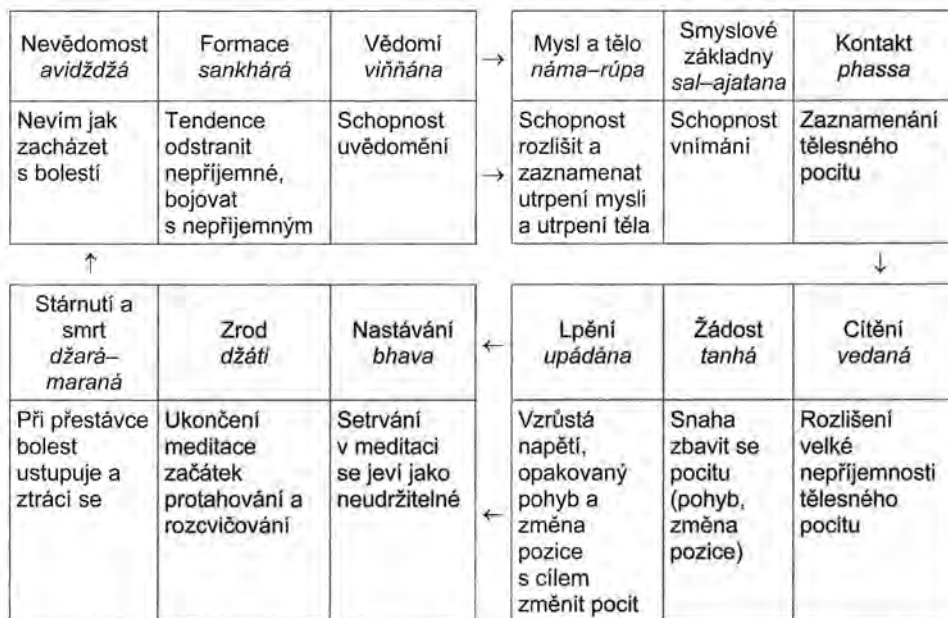 Nevědomost
avidždžá
Formace
sankhárá
Vědomí
viññána
→
Mysl a tělo
náma–rúpa
Smyslové
základny
sal–ajatana
Kontakt
phassa
Nevím jak
zacházet
s bolestí
Tendence
odstranit
nepříjemné,
bojovat
s nepříjemným
Schopnost
uvědomění
→
Schopnost
rozlišit a
zaznamenat
utrpení mysli
a utrpení těla
Schopnost
vnímání
Zaznamenání
tělesného
pocitu
↑
↓
Stárnutí a
smrt
džará–
maraná
Zrod
džáti
Nastávání
bhava
←
Lpění
upádána
Žádost
tanhá
Cítění
vedaná
Při přestávce
bolest
ustupuje a
ztrácí se
Ukončení
meditace
začátek
protahování a
rozcvičování
Setrvání
v meditaci
se jeví jako
neudržitelné
←
Vzrůstá
napětí,
opakovaný
pohyb a
změna
pozice
s cílem
změnit pocit
Snaha
zbavit se
pocitu
(pohyb,
změna
pozice)
Rozlišení
velké
nepříjemnosti
tělesného
pocitu